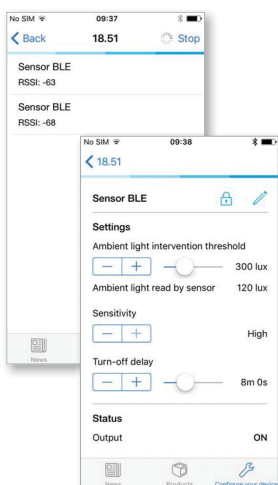 No SIM 09:37
Back 18.51 Stop
Sensor BLE
RSSI: -63
Sensor BLE
RSSI: -68
News
No SIM 09:38
18.51
Sensor BLE
Settings
Ambient light intervention threshold
− + 300 lux
Ambient light read by sensor 120 lux
Sensitivity
− + High
Turn-off delay
− + 8m 0s
Status
Output ON
News Products Configure your device